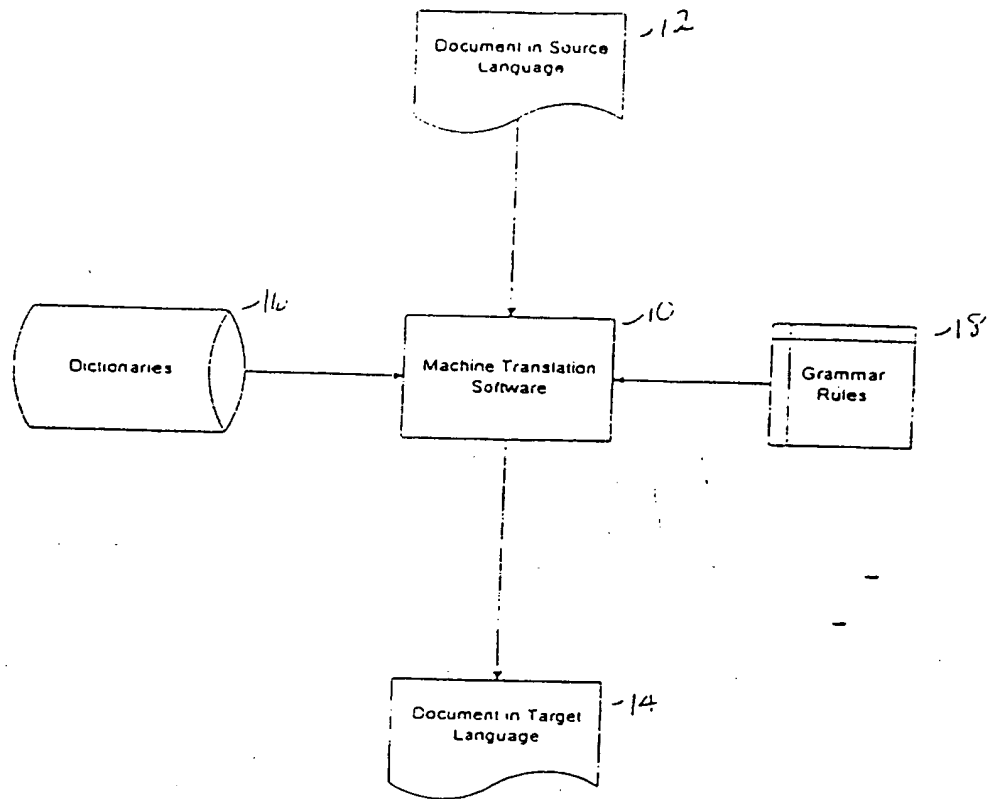 Document in Source
Language
12
Dictionaries
16
Machine Translation
Software
10
Grammar
Rules
18
Document in Target
Language
14